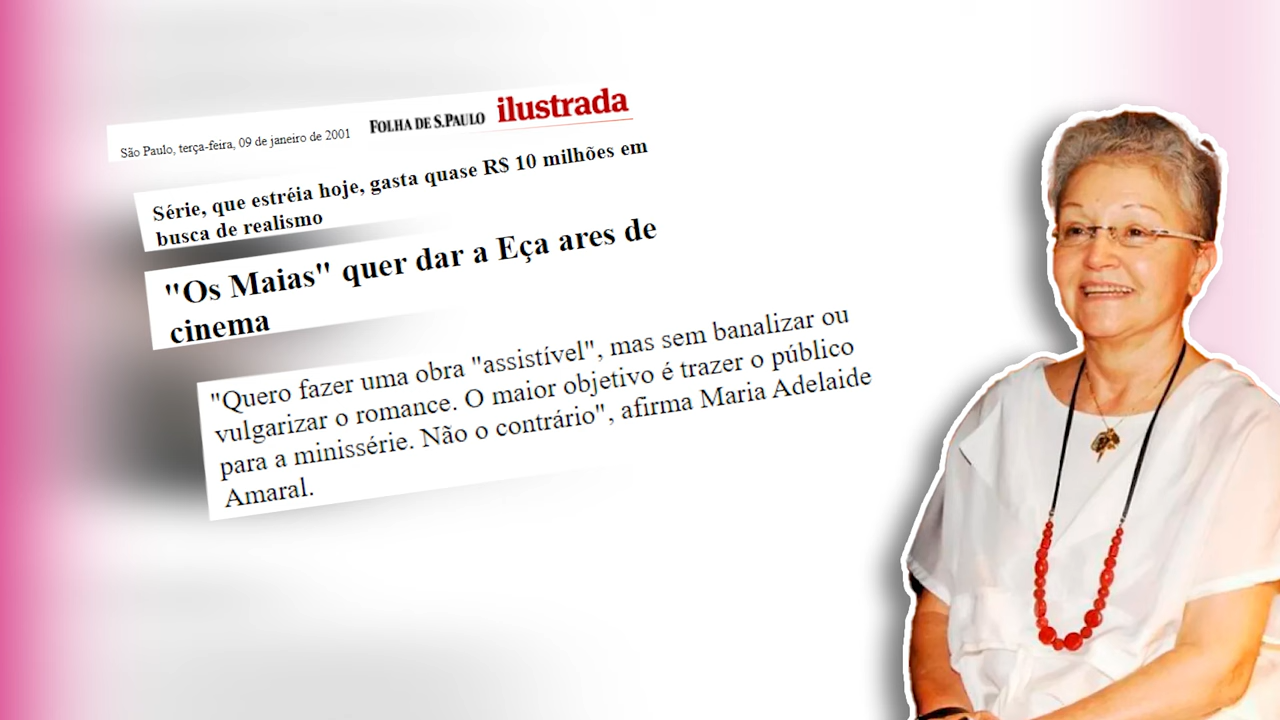 São Paulo, terça-feira, 09 de janeiro de 2001 FOLHA DE S.PAULO ilustrada
Série, que estréia hoje, gasta quase R$ 10 milhões em
busca de realismo
"Os Maias" quer dar a Eça ares de
cinema
"Quero fazer uma obra "assistível", mas sem banalizar ou
vulgarizar o romance. O maior objetivo é trazer o público
para a minissérie. Não o contrário", afirma Maria Adelaide
Amaral.